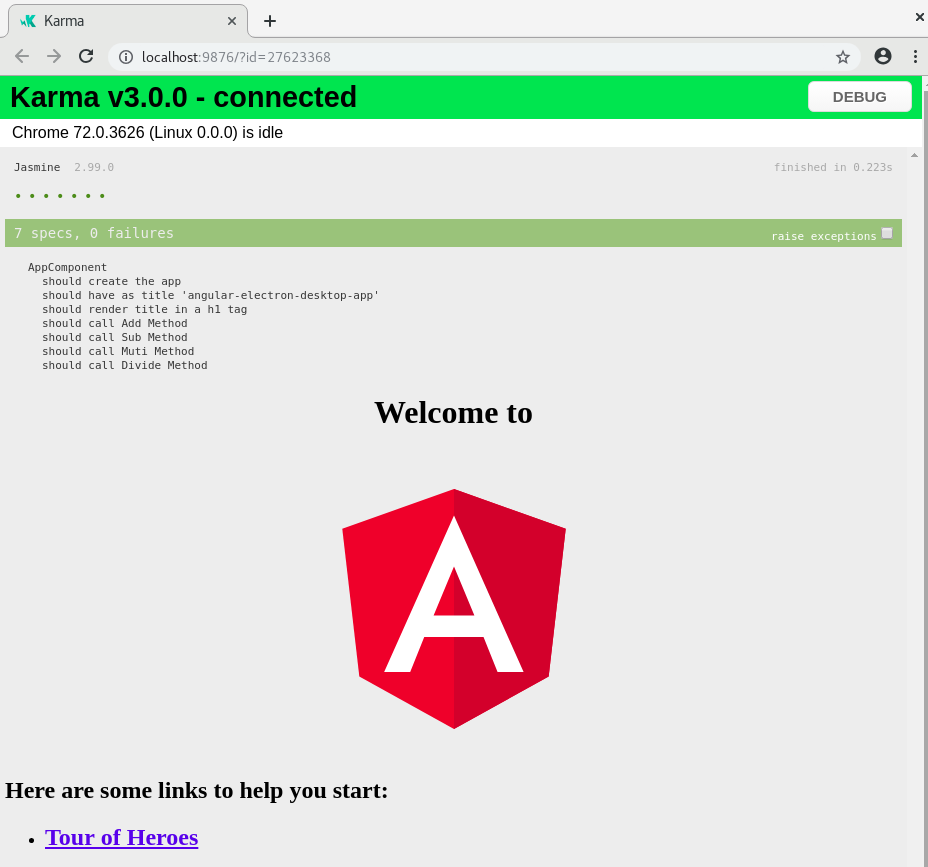 Karma
localhost:9876/?id=27623368
Karma v3.0.0 - connected
DEBUG
Chrome 72.0.3626 (Linux 0.0.0) is idle
Jasmine 2.99.0
finished in 0.223s
• • • • • • •
7 specs, 0 failures
raise exceptions
AppComponent
should create the app
should have as title 'angular-electron-desktop-app'
should render title in a h1 tag
should call Add Method
should call Sub Method
should call Muti Method
should call Divide Method
Welcome to
A
Here are some links to help you start:
• Tour of Heroes